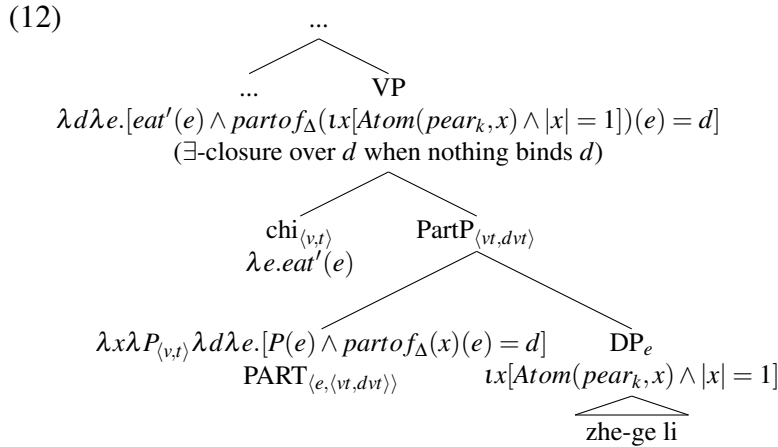 (12)
...
... VP
λdλe.[eat′(e) ∧ partof_Δ(ιx[Atom(pear_k, x) ∧ |x| = 1])(e) = d]
(∃-closure over d when nothing binds d)
chi_⟨v,t⟩ PartP_⟨vt,dvt⟩
λe.eat′(e)
λxλP_⟨v,t⟩λdλe.[P(e) ∧ partof_Δ(x)(e) = d] DP_e
PART_⟨e,⟨vt,dvt⟩⟩ ιx[Atom(pear_k, x) ∧ |x| = 1]
zhe-ge li